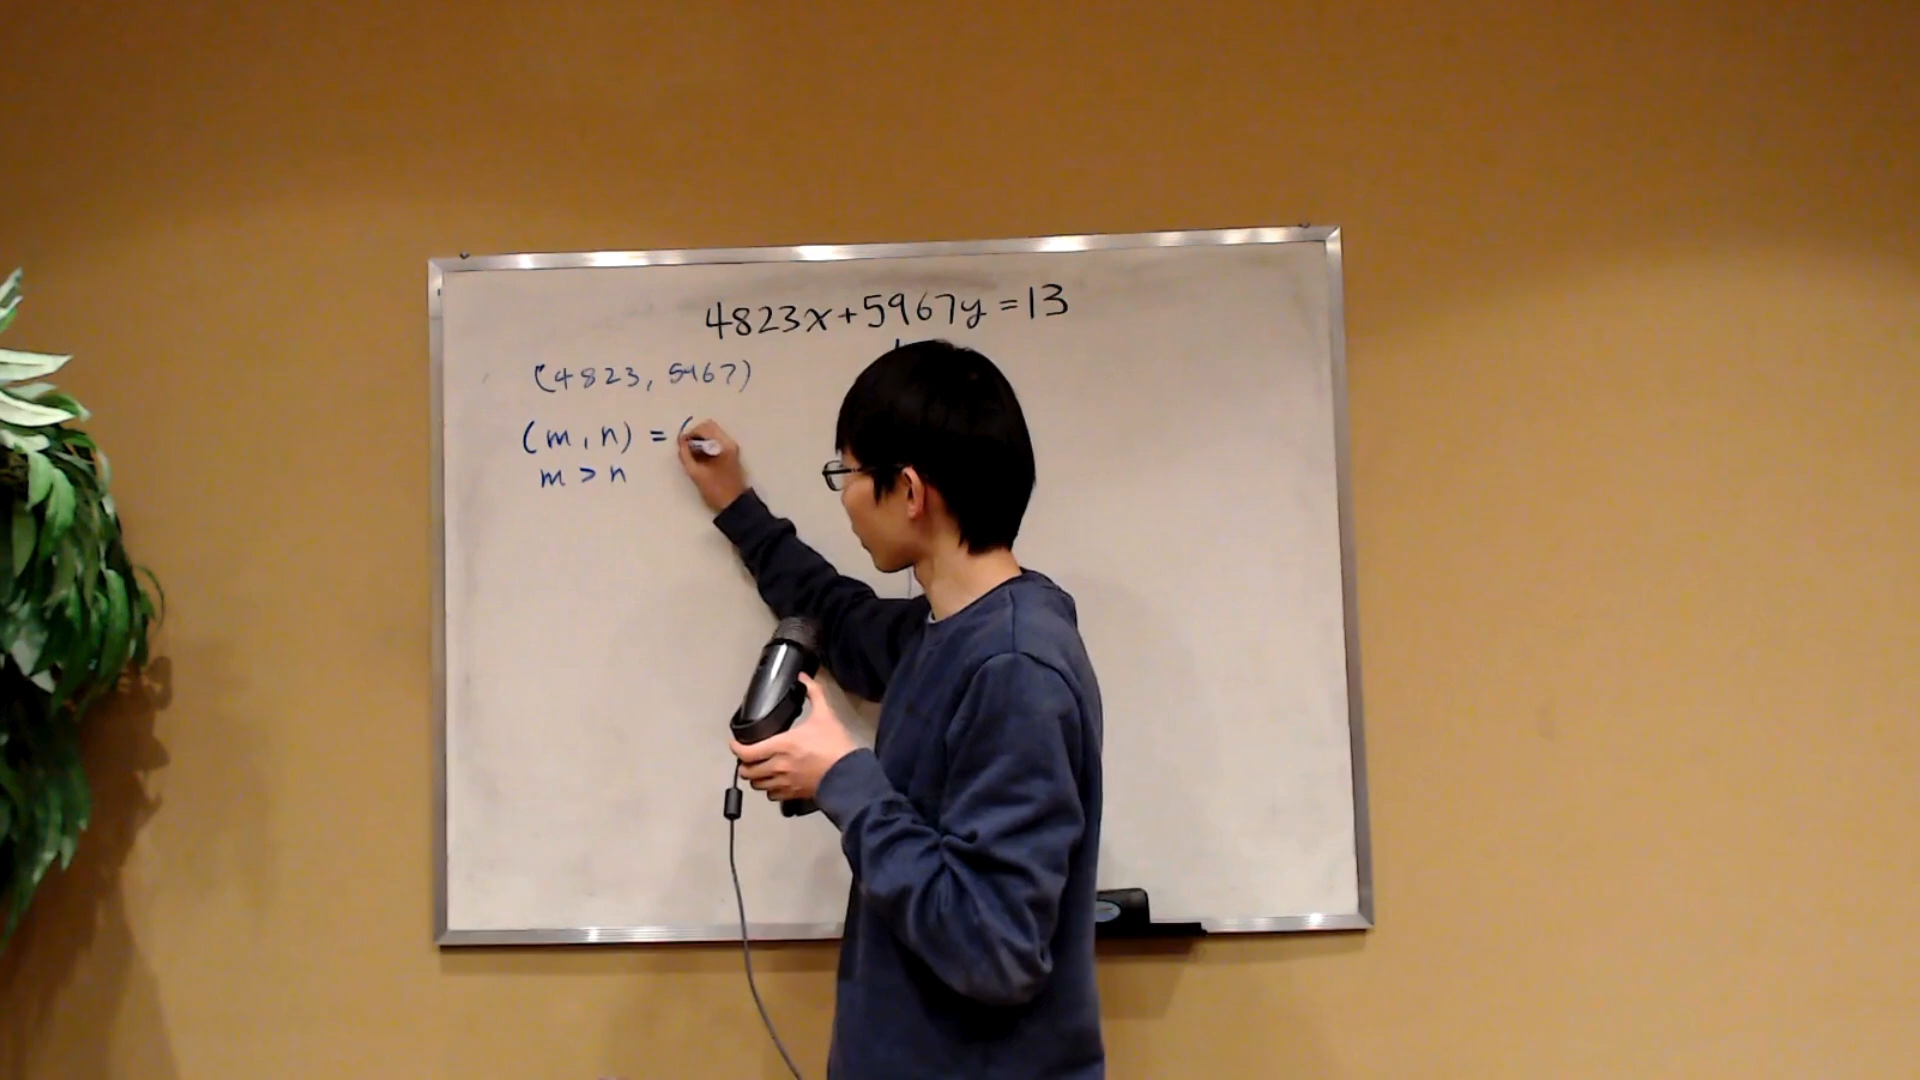 4823x+5967y=13
(4823, 5967)
(m, n) = (
m > n